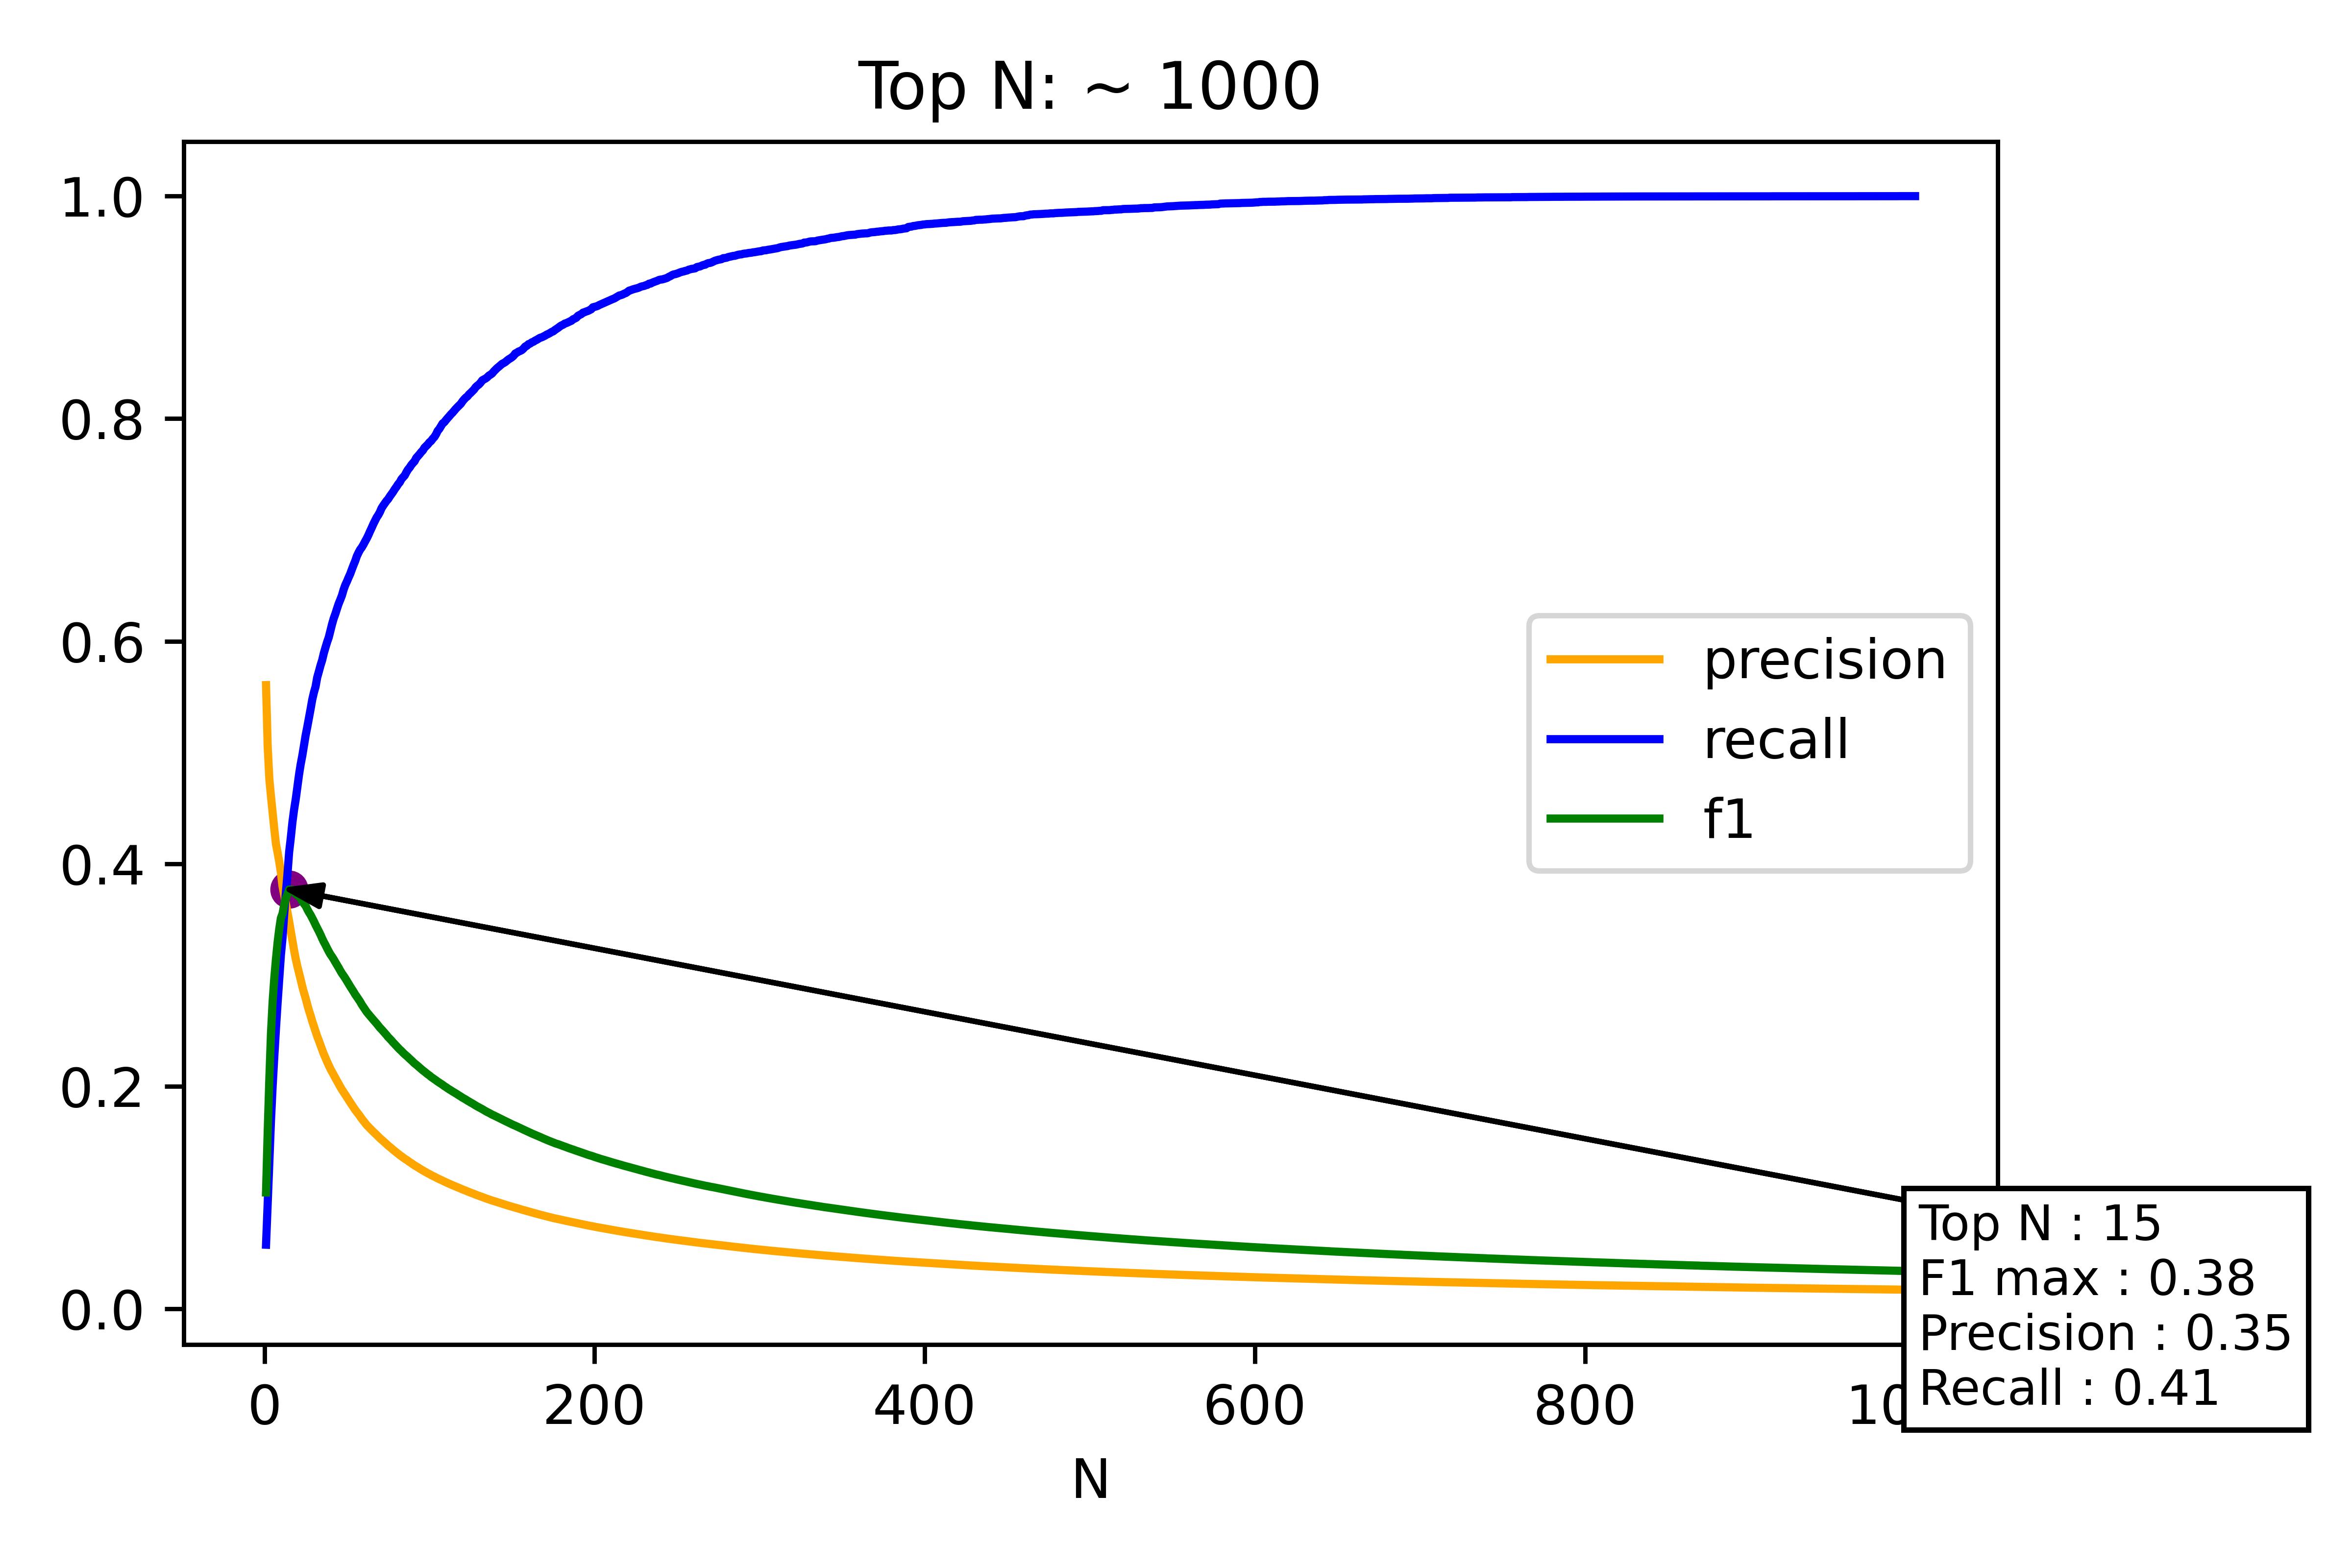 Top N: ~ 1000
1.0
0.8
0.6
0.4
0.2
0.0
precision
recall
f1
Top N : 15
F1 max : 0.38
Precision : 0.35
Recall : 0.41
0 200 400 600 800
N